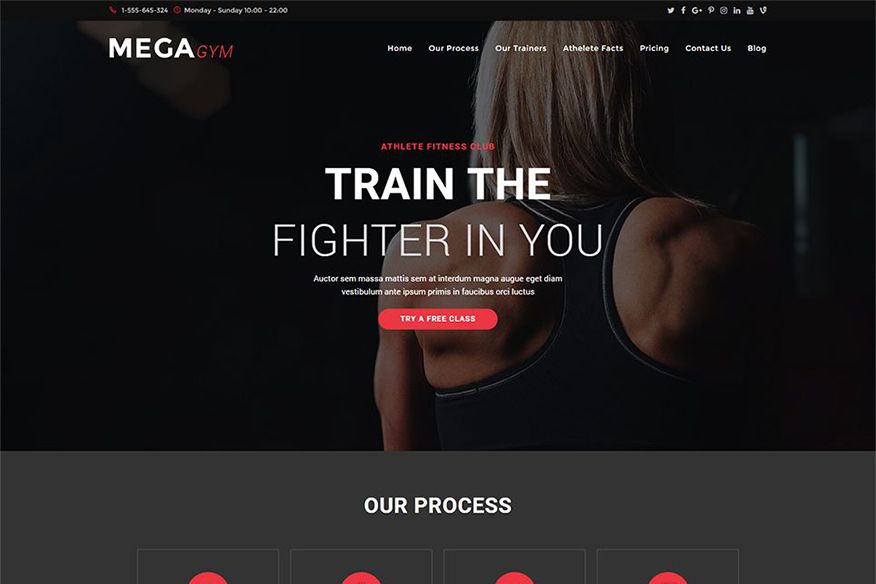 1-555-645-324 Monday - Sunday 10:00 - 22:00
MEGAGYM
Home Our Process Our Trainers Athelete Facts Pricing Contact Us Blog
ATHLETE FITNESS CLUB
TRAIN THE
FIGHTER IN YOU
Auctor sem massa mattis sem at interdum magna augue eget diam
vestibulum ante ipsum primis in faucibus orci luctus
TRY A FREE CLASS
OUR PROCESS